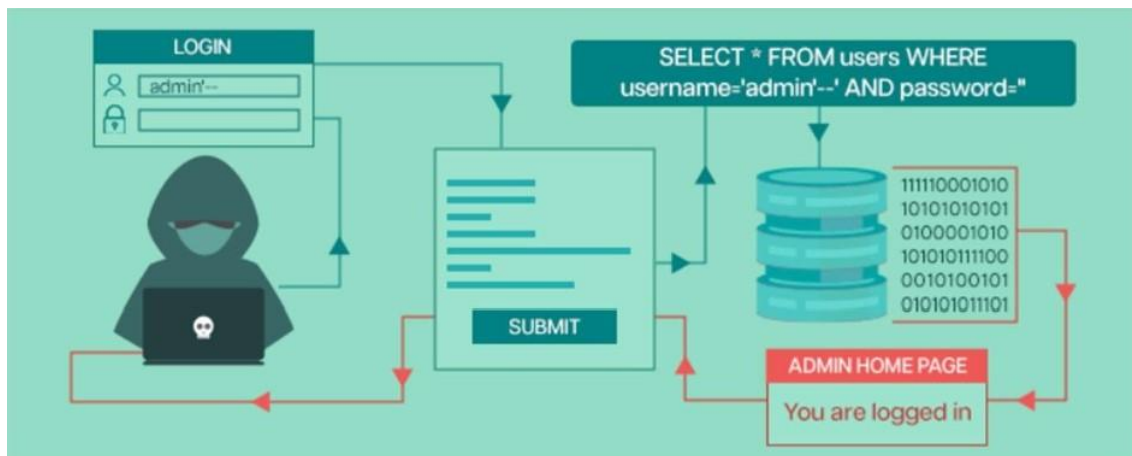 LOGIN
admin'--
SELECT * FROM users WHERE
username='admin'--' AND password=''
111110001010
10101010101
0100001010
101010111100
0010100101
010101011101
SUBMIT
ADMIN HOME PAGE
You are logged in